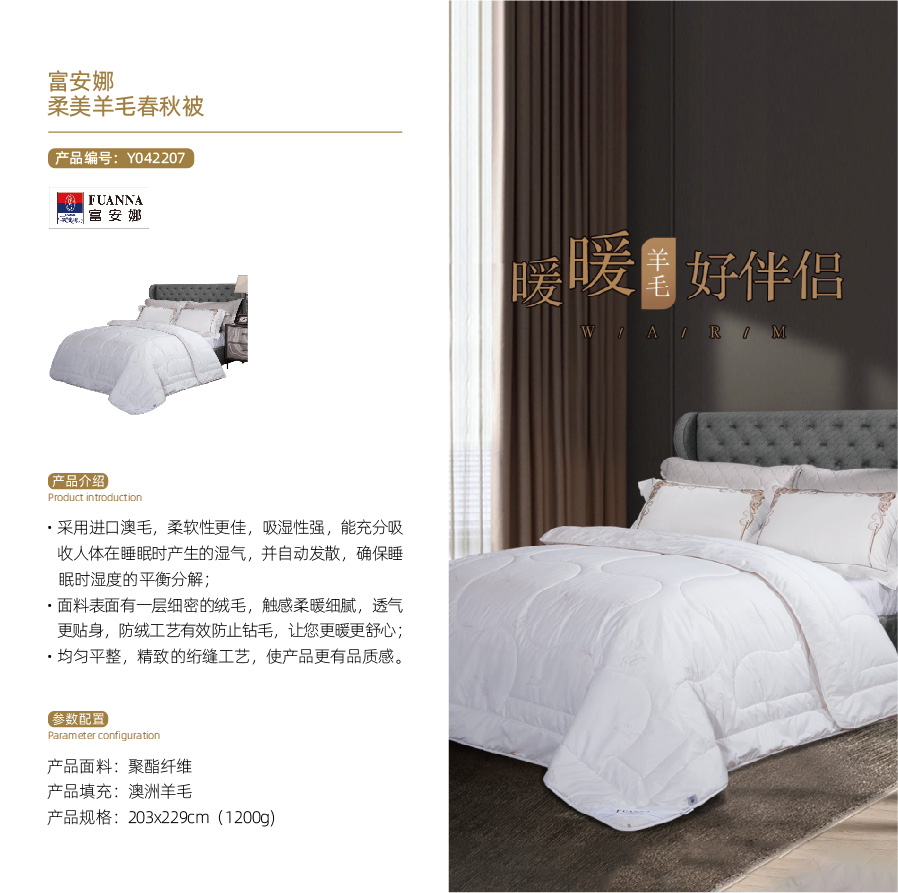 富安娜
柔美羊毛春秋被
产品编号：Y042207
FUANNA
富安娜
产品介绍
Product introduction
• 采用进口澳毛，柔软性更佳，吸湿性强，能充分吸
收人体在睡眠时产生的湿气，并自动发散，确保睡
眠时湿度的平衡分解；
• 面料表面有一层细密的绒毛，触感柔暖细腻，透气
更贴身，防绒工艺有效防止钻毛，让您更暖更舒心；
• 均匀平整，精致的绗缝工艺，使产品更有品质感。
参数配置
Parameter configuration
产品面料：聚酯纤维
产品填充：澳洲羊毛
产品规格：203x229cm（1200g)
暖暖羊毛好伴侣
W / A / R / M
FUANNA